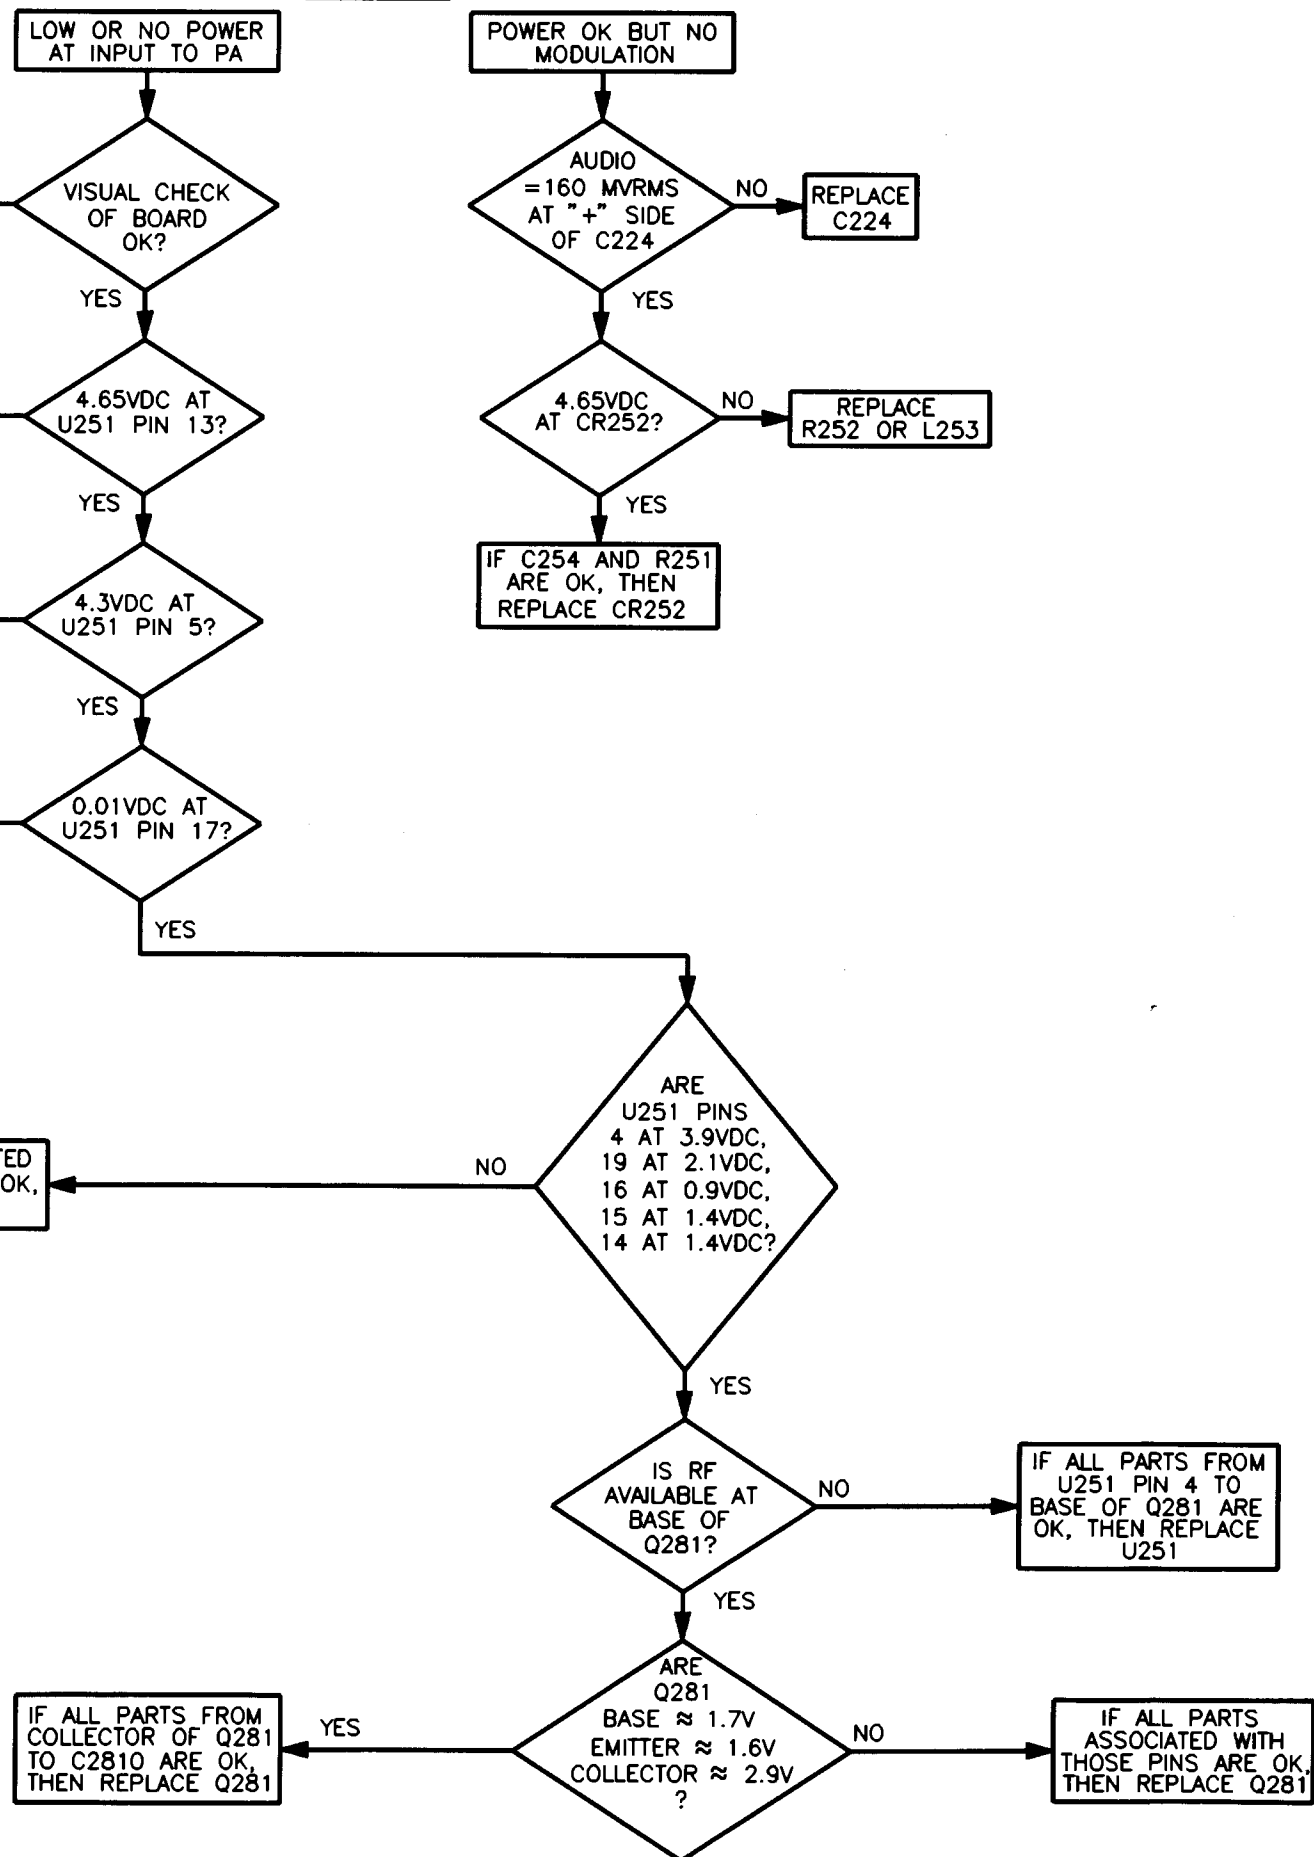 LOW OR NO POWER
AT INPUT TO PA
VISUAL CHECK
OF BOARD
OK?
YES
4.65VDC AT
U251 PIN 13?
YES
4.3VDC AT
U251 PIN 5?
YES
0.01VDC AT
U251 PIN 17?
YES
POWER OK BUT NO
MODULATION
AUDIO
=160 MVRMS
AT "+" SIDE
OF C224
NO
REPLACE
C224
YES
4.65VDC
AT CR252?
NO
REPLACE
R252 OR L253
YES
IF C254 AND R251
ARE OK, THEN
REPLACE CR252
ARE
U251 PINS
4 AT 3.9VDC,
19 AT 2.1VDC,
16 AT 0.9VDC,
15 AT 1.4VDC,
14 AT 1.4VDC?
NO
TED
OK,
YES
IS RF
AVAILABLE AT
BASE OF
Q281?
NO
IF ALL PARTS FROM
U251 PIN 4 TO
BASE OF Q281 ARE
OK, THEN REPLACE
U251
YES
ARE
Q281
BASE ≈ 1.7V
EMITTER ≈ 1.6V
COLLECTOR ≈ 2.9V
?
YES
IF ALL PARTS FROM
COLLECTOR OF Q281
TO C2810 ARE OK,
THEN REPLACE Q281
NO
IF ALL PARTS
ASSOCIATED WITH
THOSE PINS ARE OK,
THEN REPLACE Q281